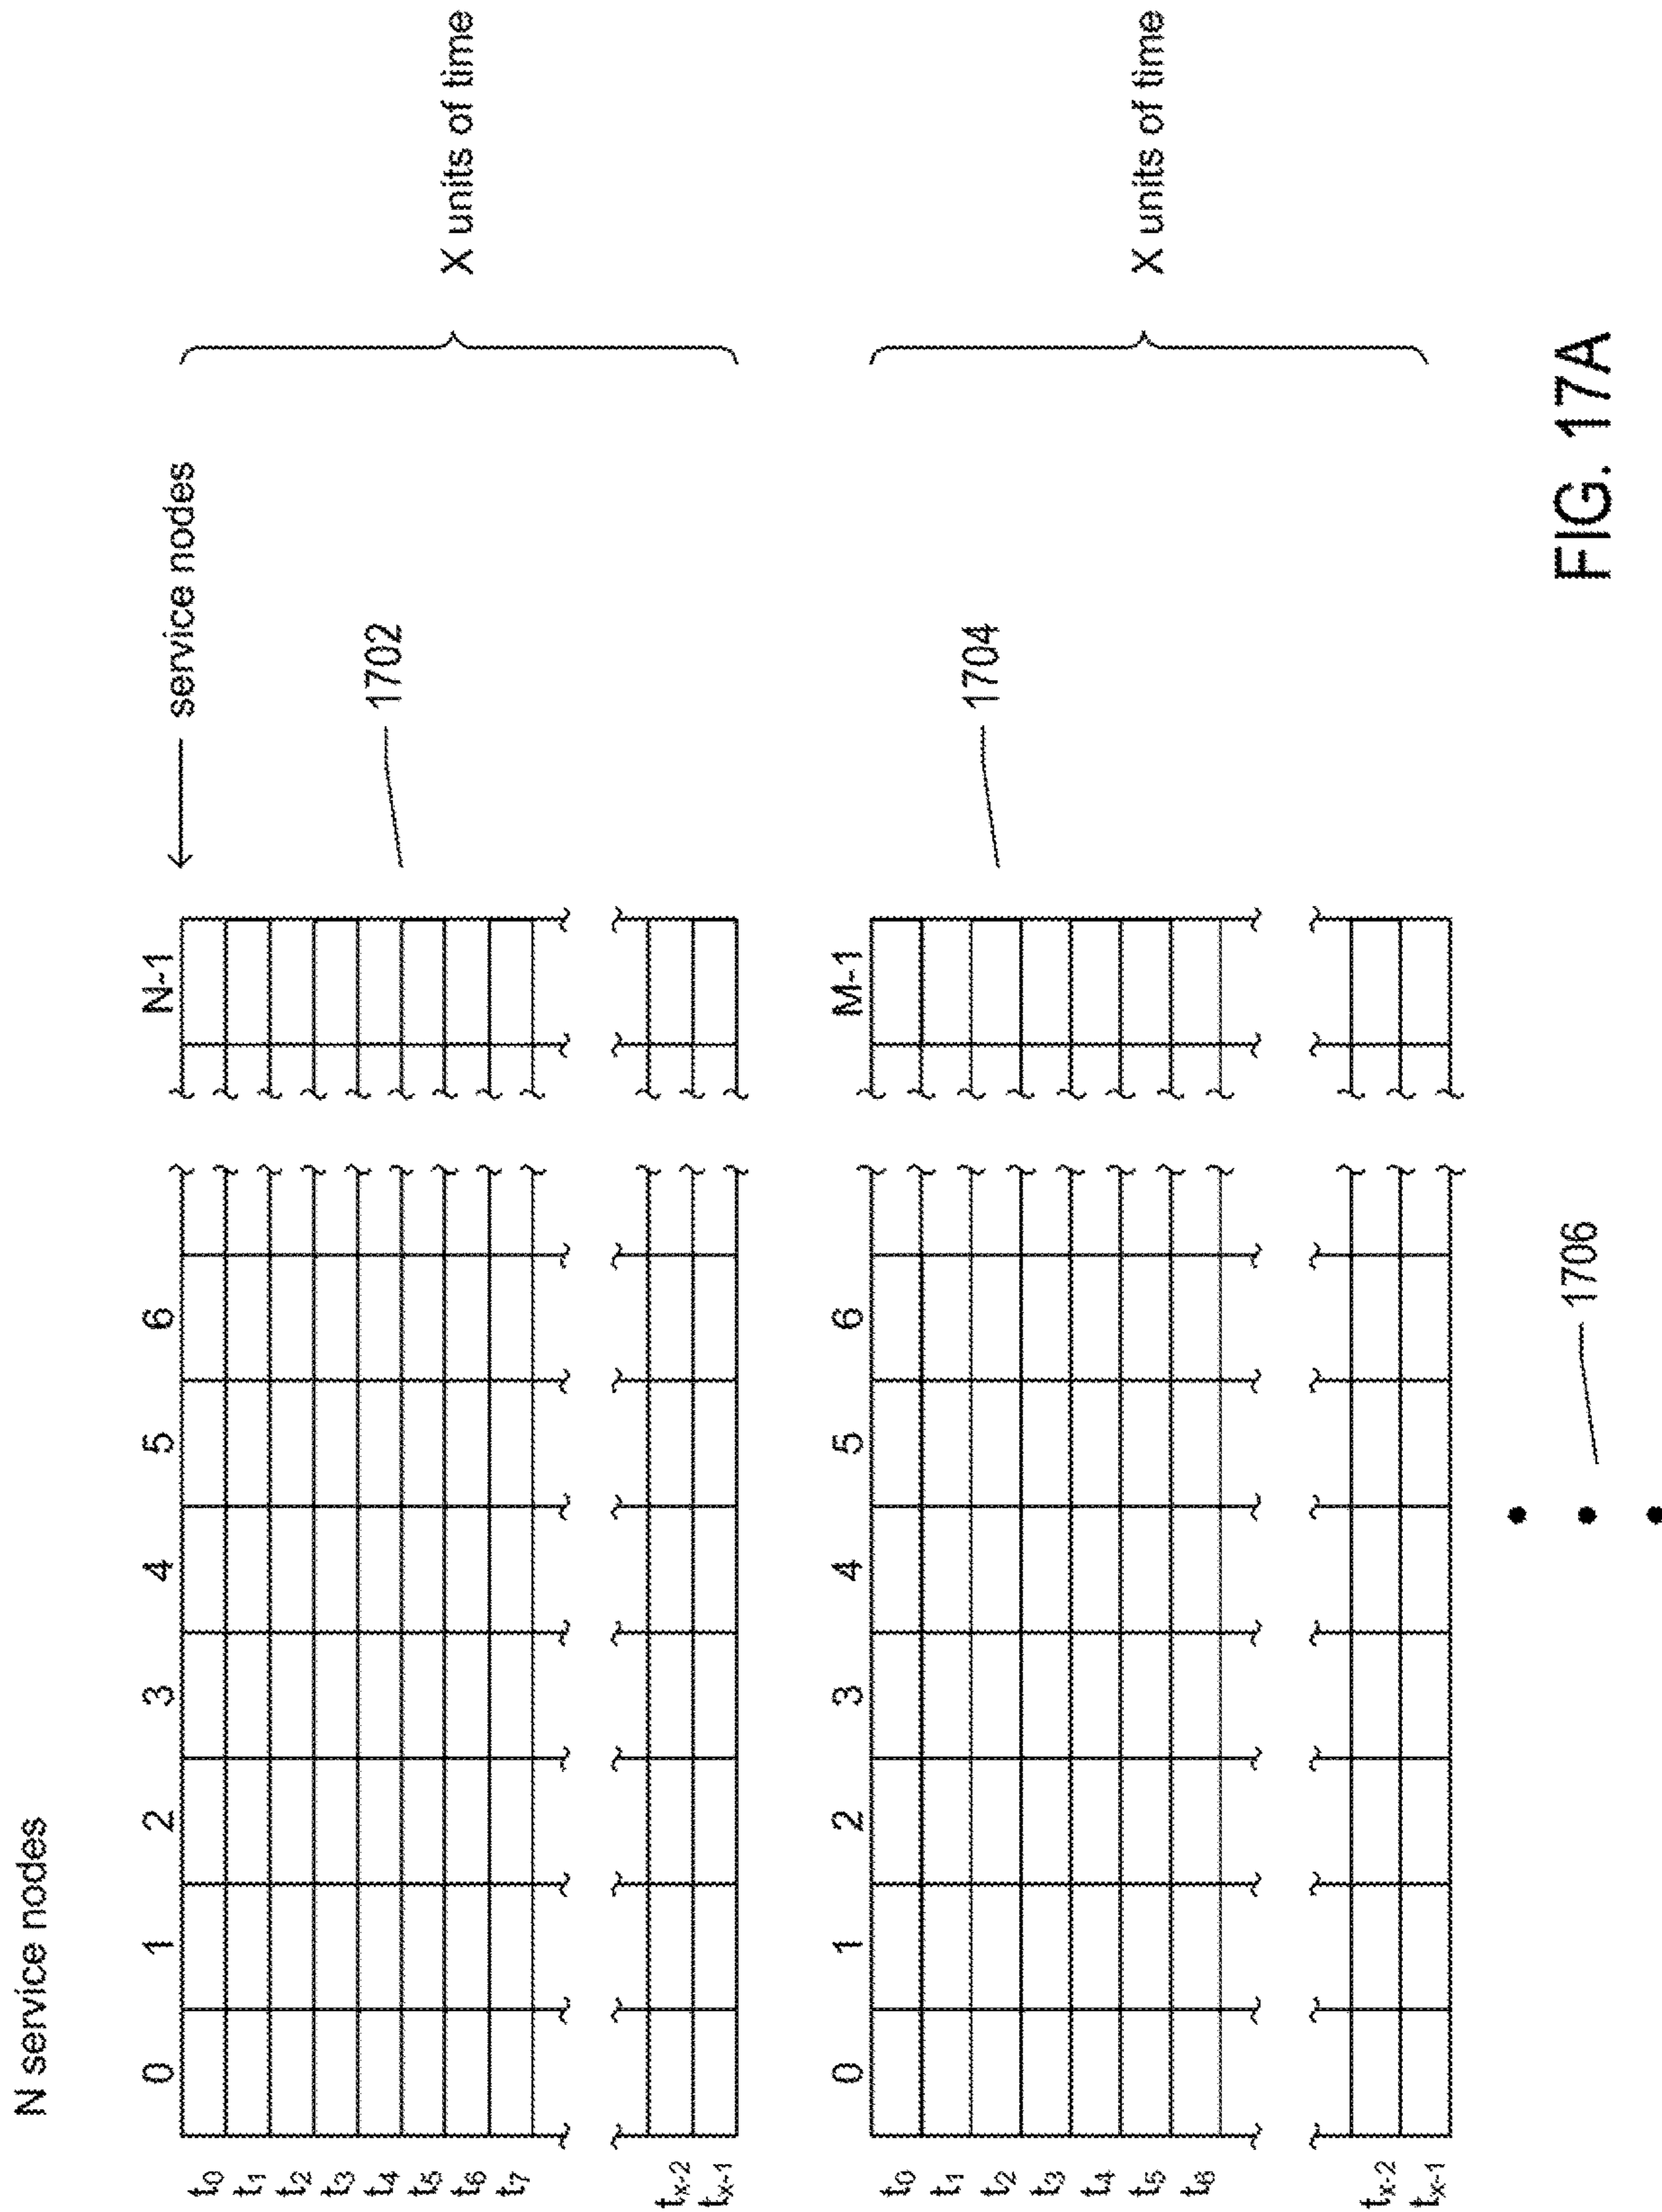 N service nodes
0 1 2 3 4 5 6 N-1
service nodes
t0
t1
t2
t3
t4
t5
t6
t7
tx-2
tx-1
1702
X units of time
0 1 2 3 4 5 6 M-1
t0
t1
t2
t3
t4
t5
t6
tx-2
tx-1
1704
X units of time
1706
FIG. 17A